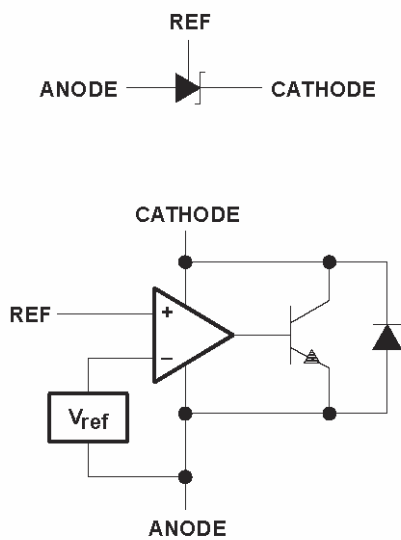 REF
ANODE CATHODE
CATHODE
REF + 
−
Vref
ANODE